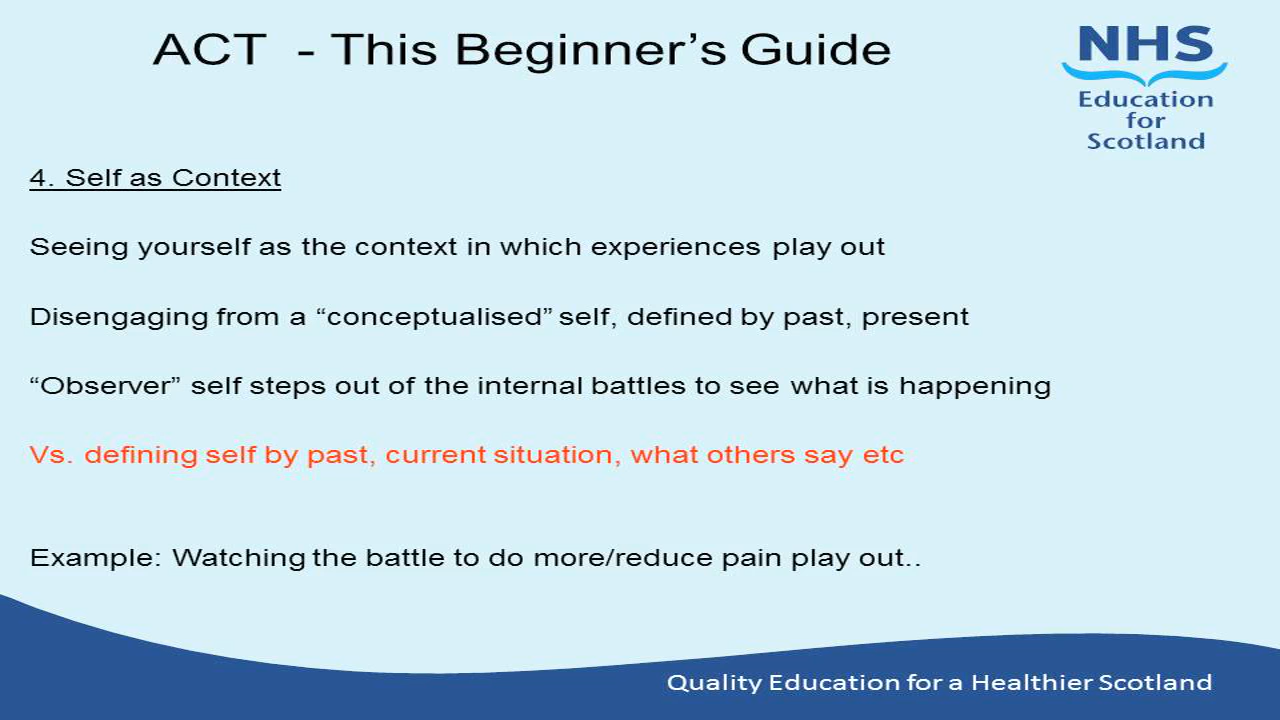 ACT - This Beginner’s Guide
NHS
Education
for
Scotland
4. Self as Context
Seeing yourself as the context in which experiences play out
Disengaging from a “conceptualised” self, defined by past, present
“Observer” self steps out of the internal battles to see what is happening
Vs. defining self by past, current situation, what others say etc
Example: Watching the battle to do more/reduce pain play out..
Quality Education for a Healthier Scotland